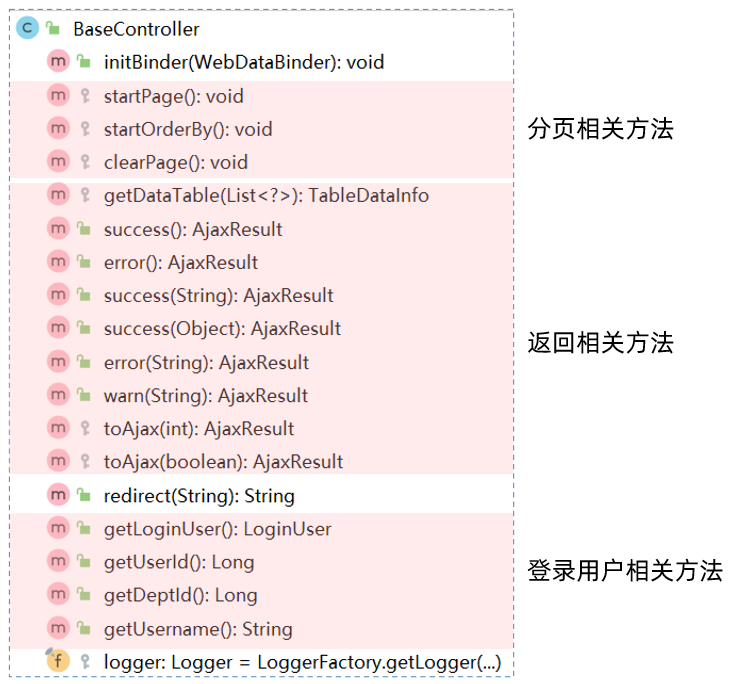 C BaseController
m initBinder(WebDataBinder): void
m startPage(): void
m startOrderBy(): void
m clearPage(): void
分页相关方法
m getDataTable(List<?>): TableDataInfo
m success(): AjaxResult
m error(): AjaxResult
m success(String): AjaxResult
m success(Object): AjaxResult
m error(String): AjaxResult
m warn(String): AjaxResult
m toAjax(int): AjaxResult
m toAjax(boolean): AjaxResult
返回相关方法
m redirect(String): String
m getLoginUser(): LoginUser
m getUserId(): Long
m getDeptId(): Long
m getUsername(): String
登录用户相关方法
f logger: Logger = LoggerFactory.getLogger(...)